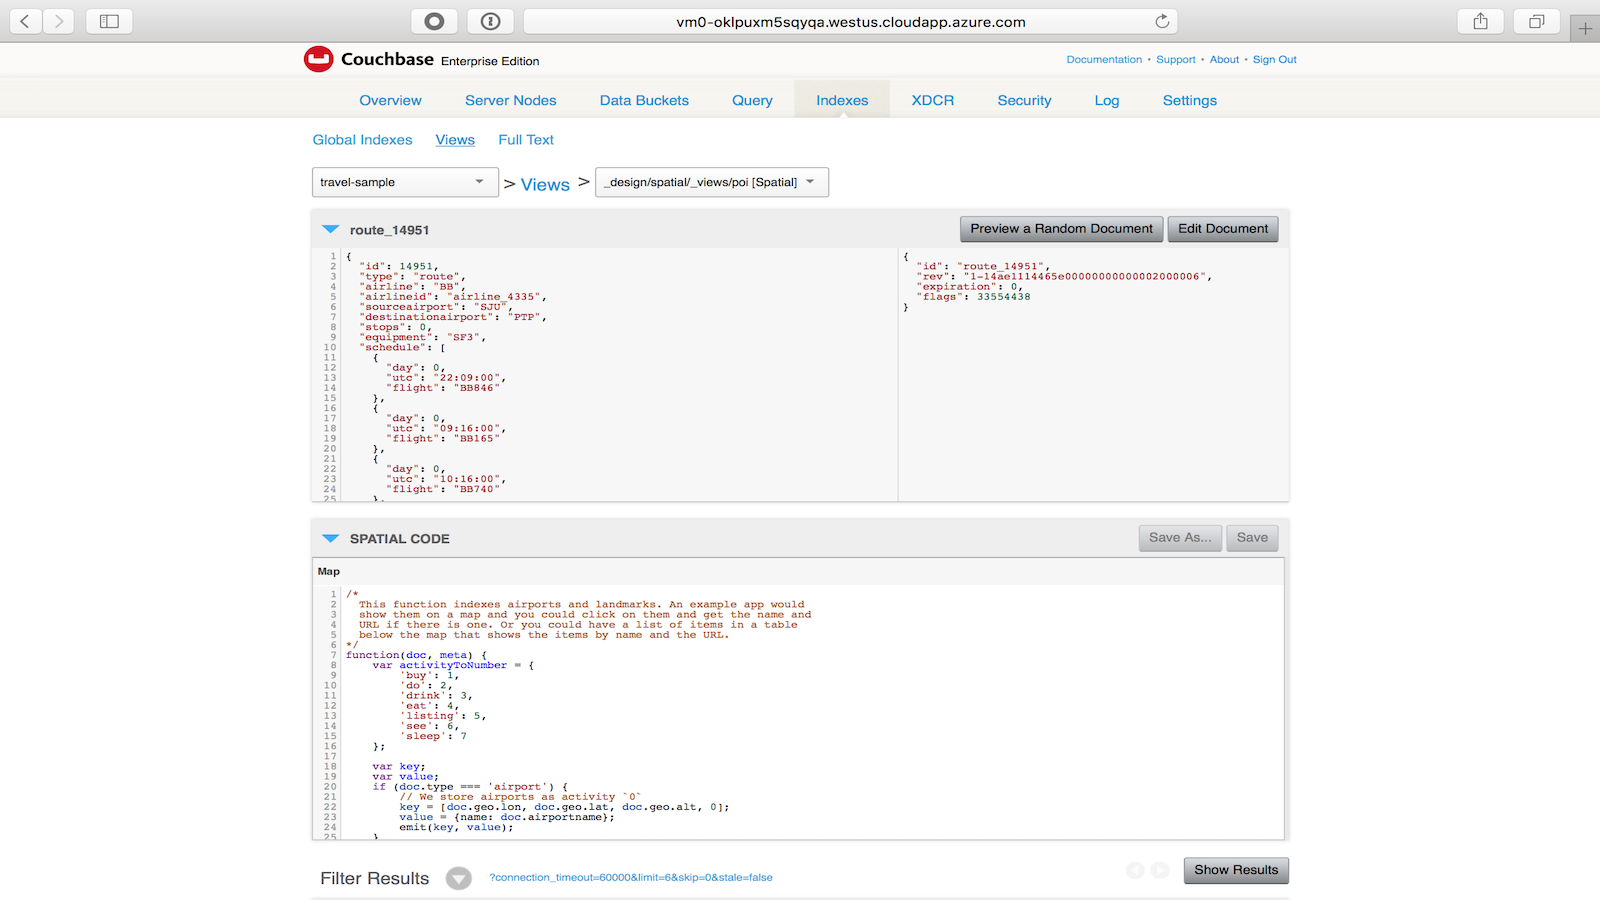 vm0-oklpuxm5sqyqa.westus.cloudapp.azure.com
Couchbase Enterprise Edition
Documentation • Support • About • Sign Out
Overview Server Nodes Data Buckets Query Indexes XDCR Security Log Settings
Global Indexes Views Full Text
travel-sample > Views > _design/spatial/_views/poi [Spatial]
route_14951 Preview a Random Document Edit Document
1 {
2 "id": 14951,
3 "type": "route",
4 "airline": "BB",
5 "airlineid": "airline_4335",
6 "sourceairport": "SJU",
7 "destinationairport": "PTP",
8 "stops": 0,
9 "equipment": "SF3",
10 "schedule": [
11 {
12 "day": 0,
13 "utc": "22:09:00",
14 "flight": "BB846"
15 },
16 {
17 "day": 0,
18 "utc": "09:16:00",
19 "flight": "BB165"
20 },
21 {
22 "day": 0,
23 "utc": "10:16:00",
24 "flight": "BB740"
25 },
{
"id": "route_14951",
"rev": "1-14ae1114465e00000000000002000006",
"expiration": 0,
"flags": 33554438
}
SPATIAL CODE Save As... Save
Map
1 /*
2 This function indexes airports and landmarks. An example app would
3 show them on a map and you could click on them and get the name and
4 URL if there is one. Or you could have a list of items in a table
5 below the map that shows the items by name and the URL.
6 */
7 function(doc, meta) {
8 var activityToNumber = {
9 'buy': 1,
10 'do': 2,
11 'drink': 3,
12 'eat': 4,
13 'listing': 5,
14 'see': 6,
15 'sleep': 7
16 };
17
18 var key;
19 var value;
20 if (doc.type === 'airport') {
21 // We store airports as activity `0`
22 key = [doc.geo.lon, doc.geo.lat, doc.geo.alt, 0];
23 value = {name: doc.airportname};
24 emit(key, value);
25 }
Filter Results ?connection_timeout=60000&limit=6&skip=0&stale=false Show Results